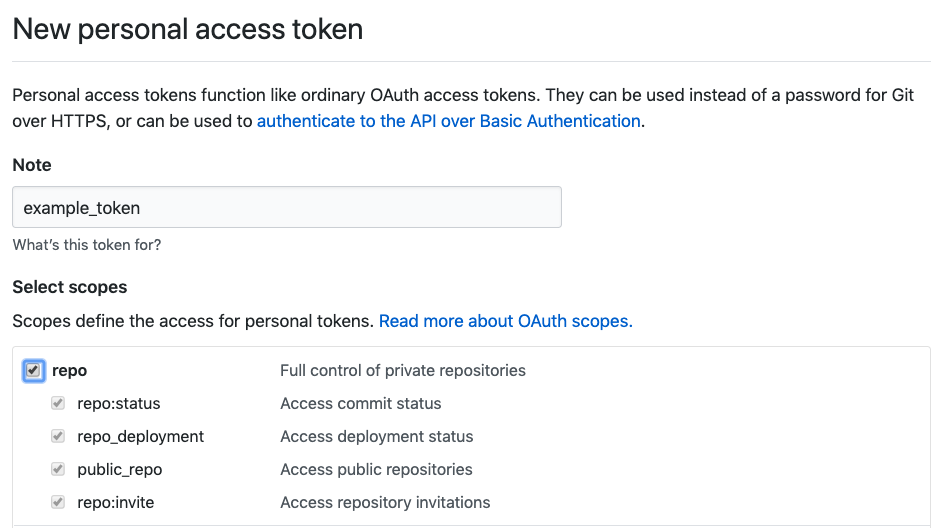 New personal access token
Personal access tokens function like ordinary OAuth access tokens. They can be used instead of a password for Git
over HTTPS, or can be used to authenticate to the API over Basic Authentication.
Note
example_token
What's this token for?
Select scopes
Scopes define the access for personal tokens. Read more about OAuth scopes.
repo Full control of private repositories
repo:status Access commit status
repo_deployment Access deployment status
public_repo Access public repositories
repo:invite Access repository invitations